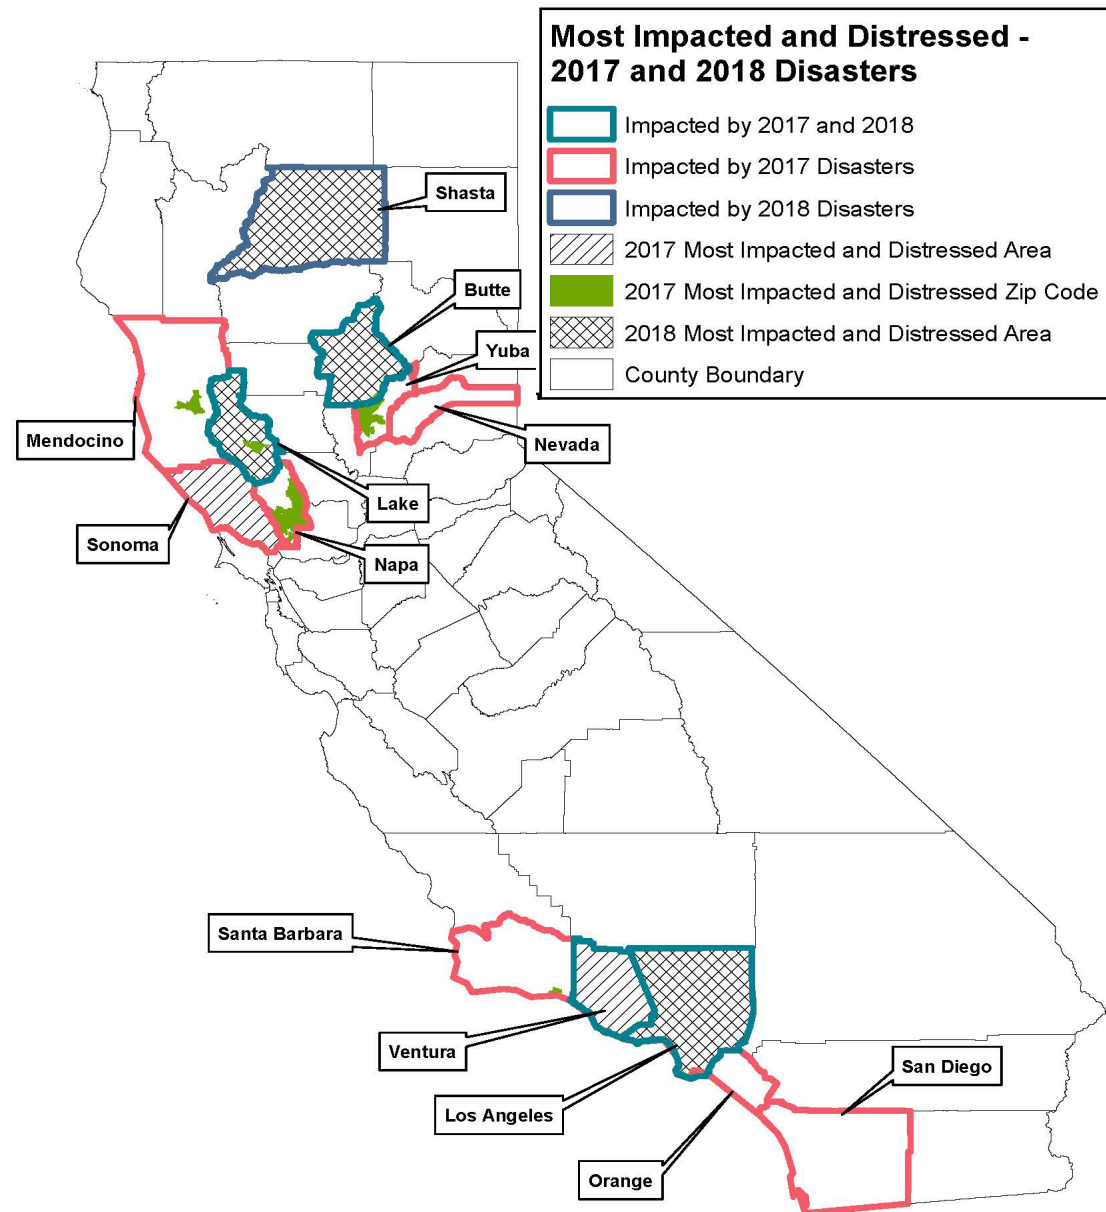 Most Impacted and Distressed -
2017 and 2018 Disasters
Impacted by 2017 and 2018
Impacted by 2017 Disasters
Impacted by 2018 Disasters
2017 Most Impacted and Distressed Area
2017 Most Impacted and Distressed Zip Code
2018 Most Impacted and Distressed Area
County Boundary
Shasta
Butte
Yuba
Nevada
Mendocino
Lake
Sonoma
Napa
Santa Barbara
Ventura
San Diego
Los Angeles
Orange